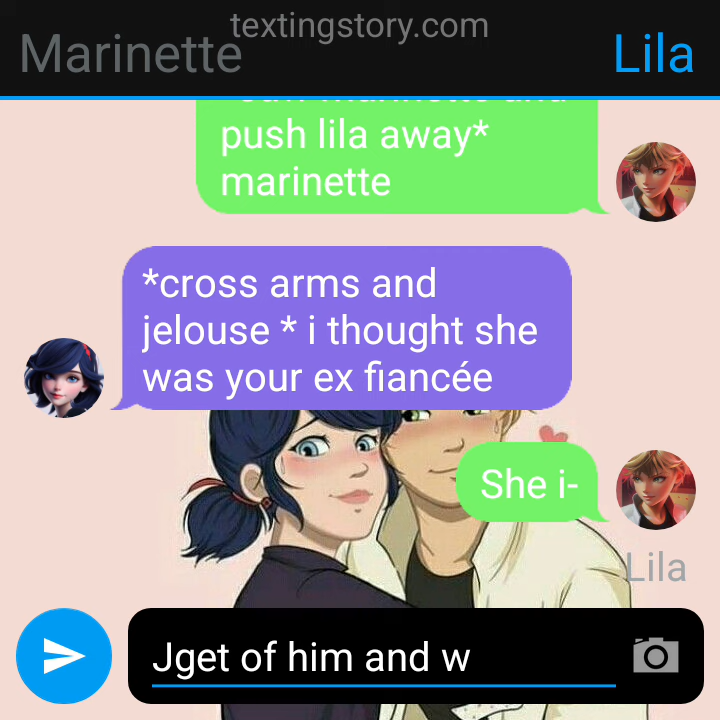 textingstory.com
Marinette
Lila
push lila away*
marinette
*cross arms and
jelouse * i thought she
was your ex fiancée
She i-
Lila
Jget of him and w